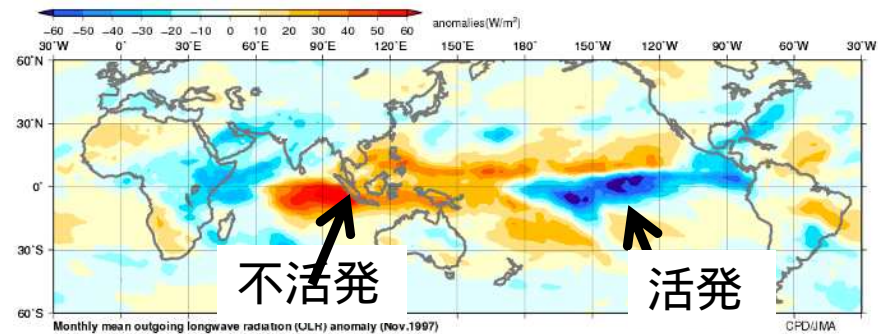 anomalies(W/m²)
-60 -50 -40 -30 -20 -10 0 10 20 30 40 50 60
30°W 0° 30°E 60°E 90°E 120°E 150°E 180° 150°W 120°W 90°W 60°W 30°W
60°N
30°N
0°
30°S
60°S
不活発
活発
Monthly mean outgoing longwave radiation (OLR) anomaly (Nov.1997)
CPD/JMA